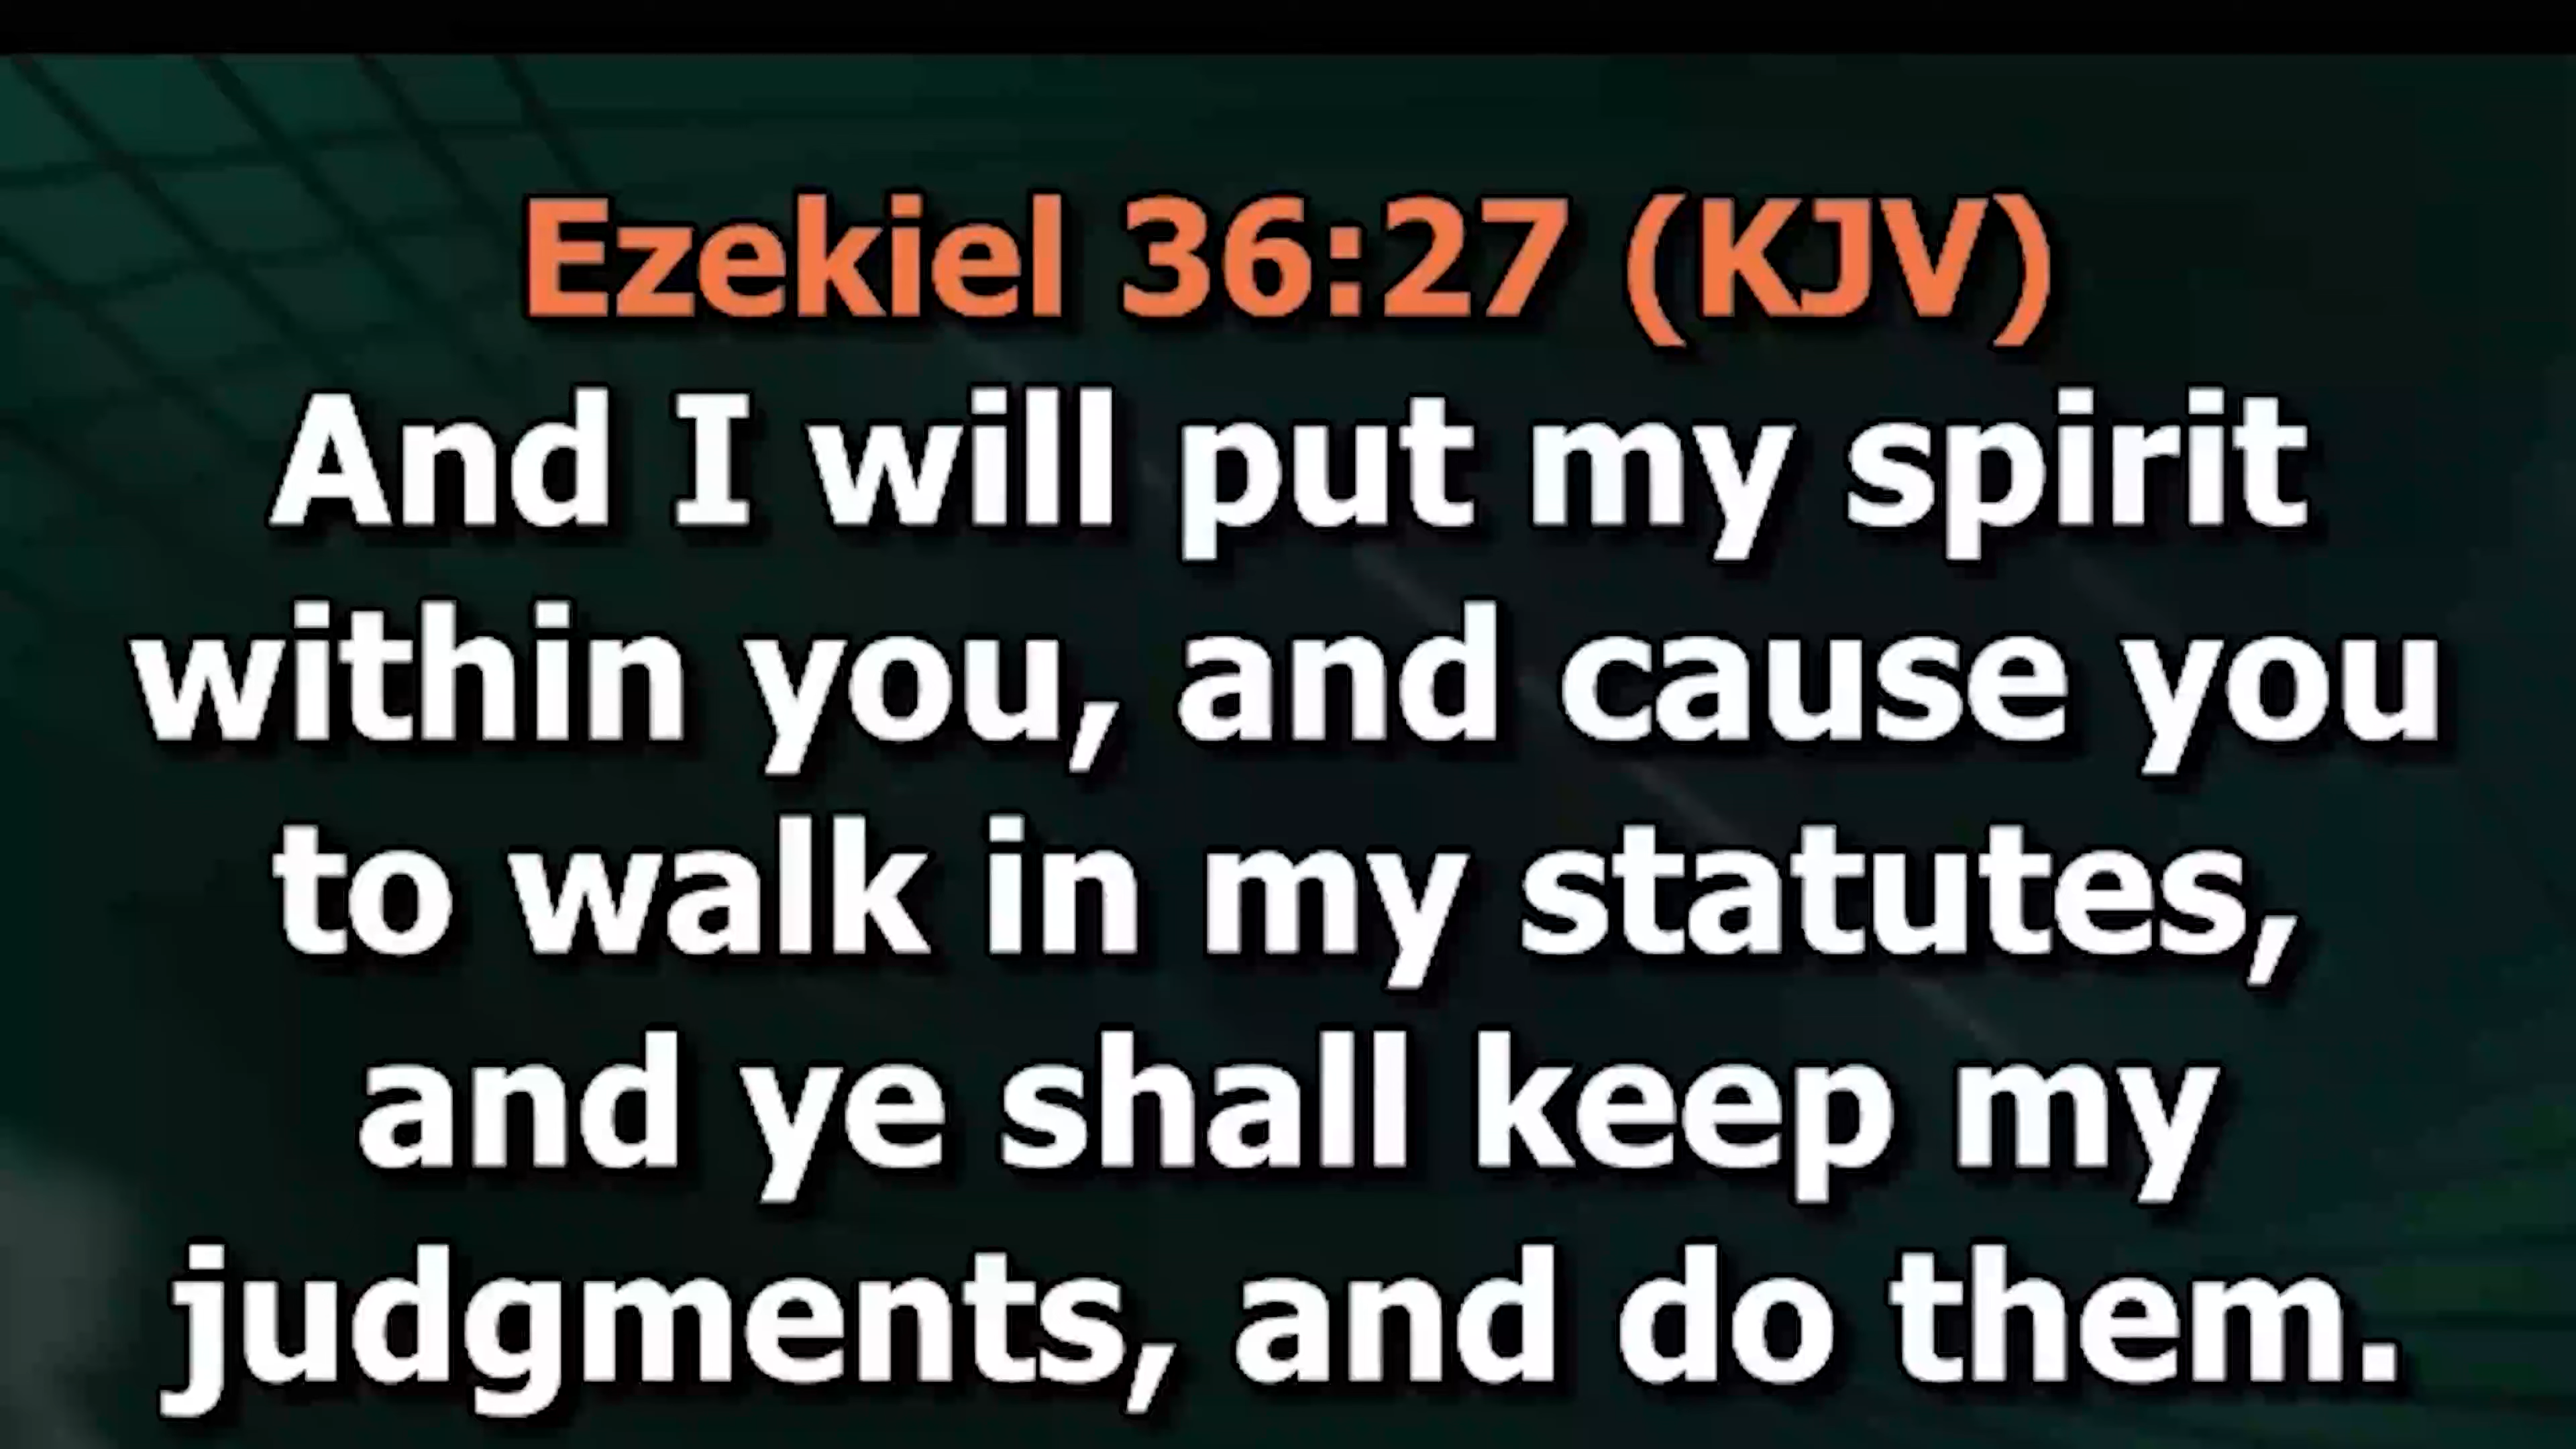 Ezekiel 36:27 (KJV)
And I will put my spirit
within you, and cause you
to walk in my statutes,
and ye shall keep my
judgments, and do them.